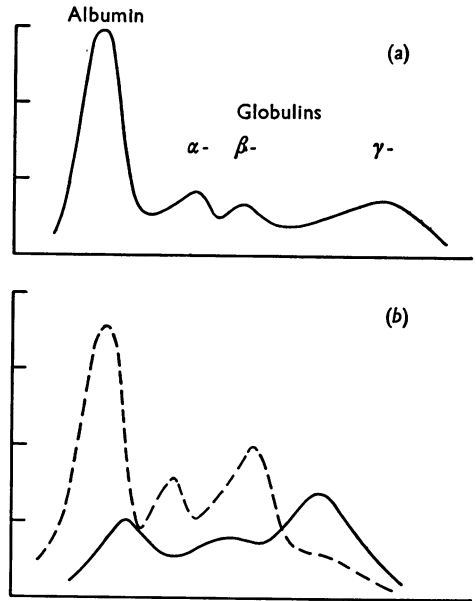 Albumin
(a)
Globulins
α- β- γ-
(b)